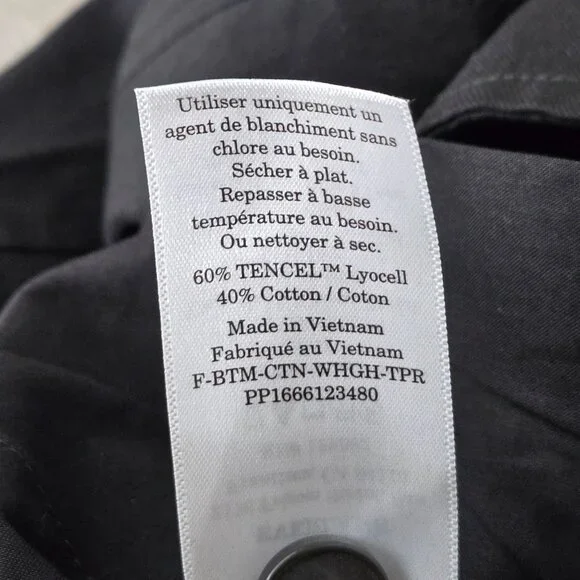 Utiliser uniquement un
agent de blanchiment sans
chlore au besoin.
Sécher à plat.
Repasser à basse
température au besoin.
Ou nettoyer à sec.
60% TENCEL™ Lyocell
40% Cotton / Coton
Made in Vietnam
Fabriqué au Vietnam
F-BTM-CTN-WHGH-TPR
PP1666123480